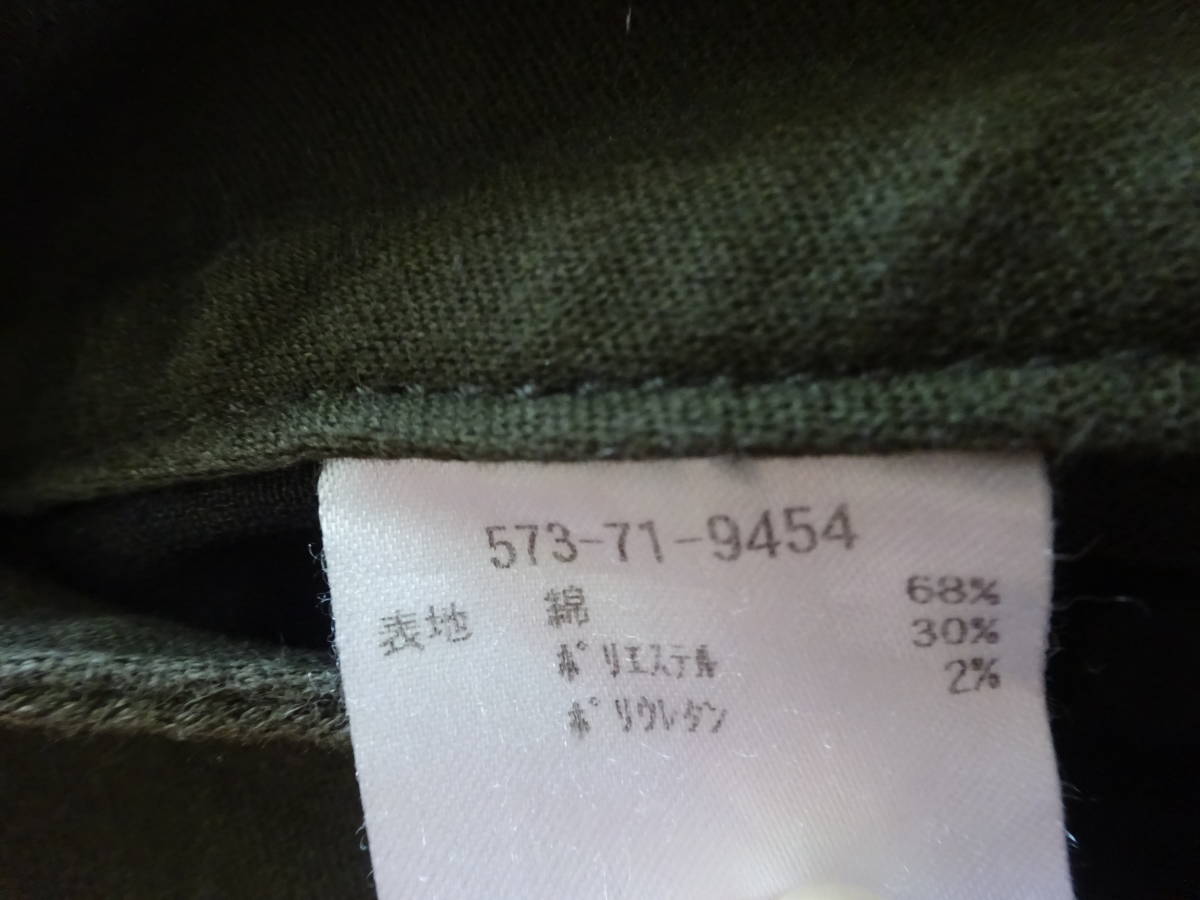 573-71-9454
表地 綿 68%
ﾎﾟﾘｴｽﾃﾙ 30%
ﾎﾟﾘｳﾚﾀﾝ 2%